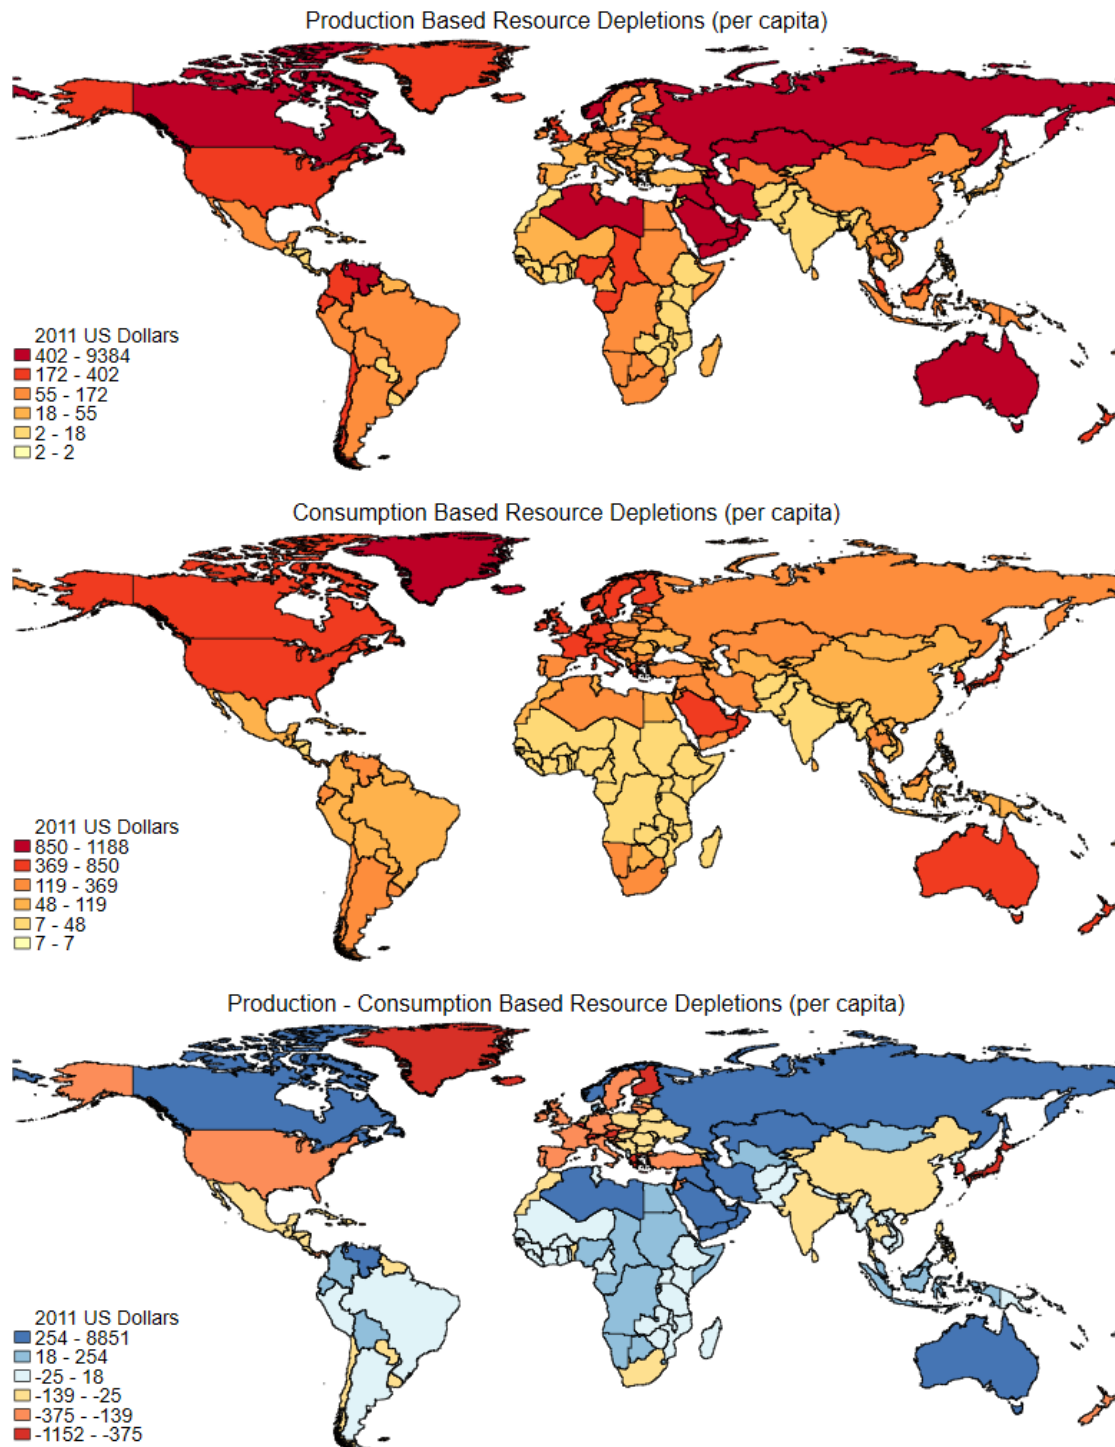 Production Based Resource Depletions (per capita)
2011 US Dollars
402 - 9384
172 - 402
55 - 172
18 - 55
2 - 18
2 - 2
Consumption Based Resource Depletions (per capita)
2011 US Dollars
850 - 1188
369 - 850
119 - 369
48 - 119
7 - 48
7 - 7
Production - Consumption Based Resource Depletions (per capita)
2011 US Dollars
254 - 8851
18 - 254
-25 - 18
-139 - -25
-375 - -139
-1152 - -375